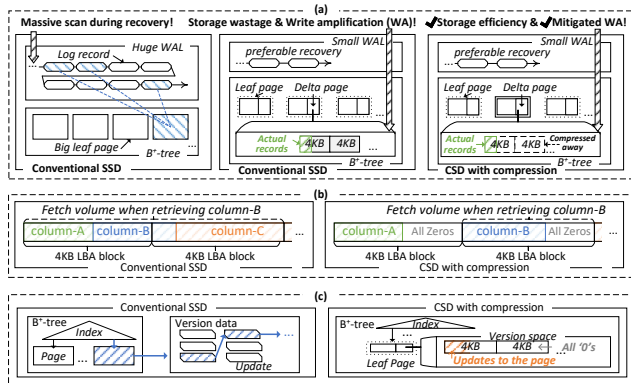 (a)
Massive scan during recovery!
Storage wastage & Write amplification (WA)!
✔Storage efficiency & ✔Mitigated WA!
Huge WAL
Log record
...
...
Big leaf page
B+-tree
Conventional SSD
Small WAL
preferable recovery
...
Leaf page
Delta page
...
Actual records
4KB
4KB
...
B+-tree
Conventional SSD
Small WAL
preferable recovery
...
Leaf page
Delta page
...
Actual records
4KB
4KB
...
Compressed away
B+-tree
CSD with compression
(b)
Fetch volume when retrieving column-B
column-A
column-B
column-C
...
4KB LBA block
4KB LBA block
Conventional SSD
Fetch volume when retrieving column-B
column-A
All Zeros
column-B
All Zeros
...
4KB LBA block
4KB LBA block
CSD with compression
(c)
Conventional SSD
B+-tree
Index
Page
...
Version data
...
Update
CSD with compression
B+-tree
Index
...
Leaf Page
Version space
4KB
4KB
...
All '0's
Updates to the page